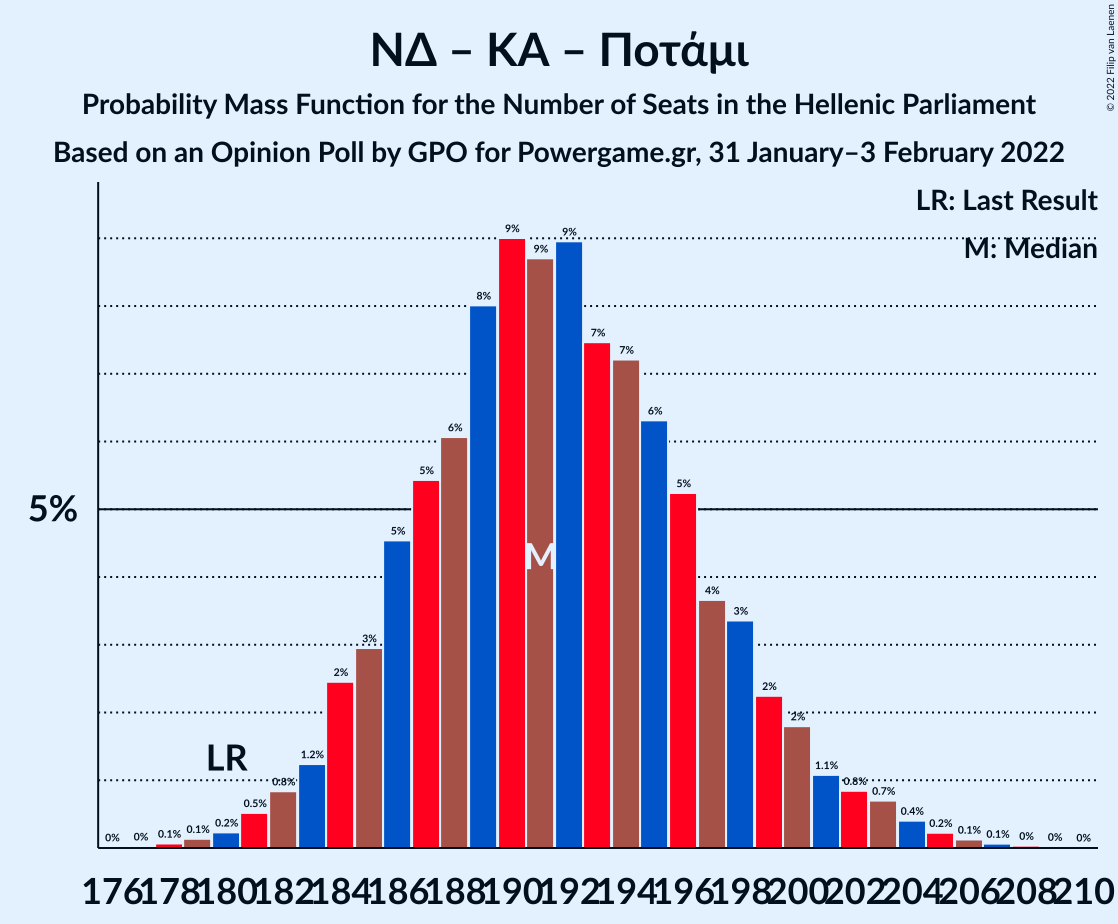 ΝΔ – ΚΑ – Ποτάμι
Probability Mass Function for the Number of Seats in the Hellenic Parliament
Based on an Opinion Poll by GPO for Powergame.gr, 31 January–3 February 2022
© 2022 Filip van Laenen
LR: Last Result
M: Median
5%
LR
M
0% 0% 0.1% 0.1% 0.2% 0.5% 0.8% 1.2% 2% 3% 5% 5% 6% 8% 9% 9% 9% 7% 7% 6% 5% 4% 3% 2% 2% 1.1% 0.8% 0.7% 0.4% 0.2% 0.1% 0.1% 0% 0% 0%
176 178 180 182 184 186 188 190 192 194 196 198 200 202 204 206 208 210